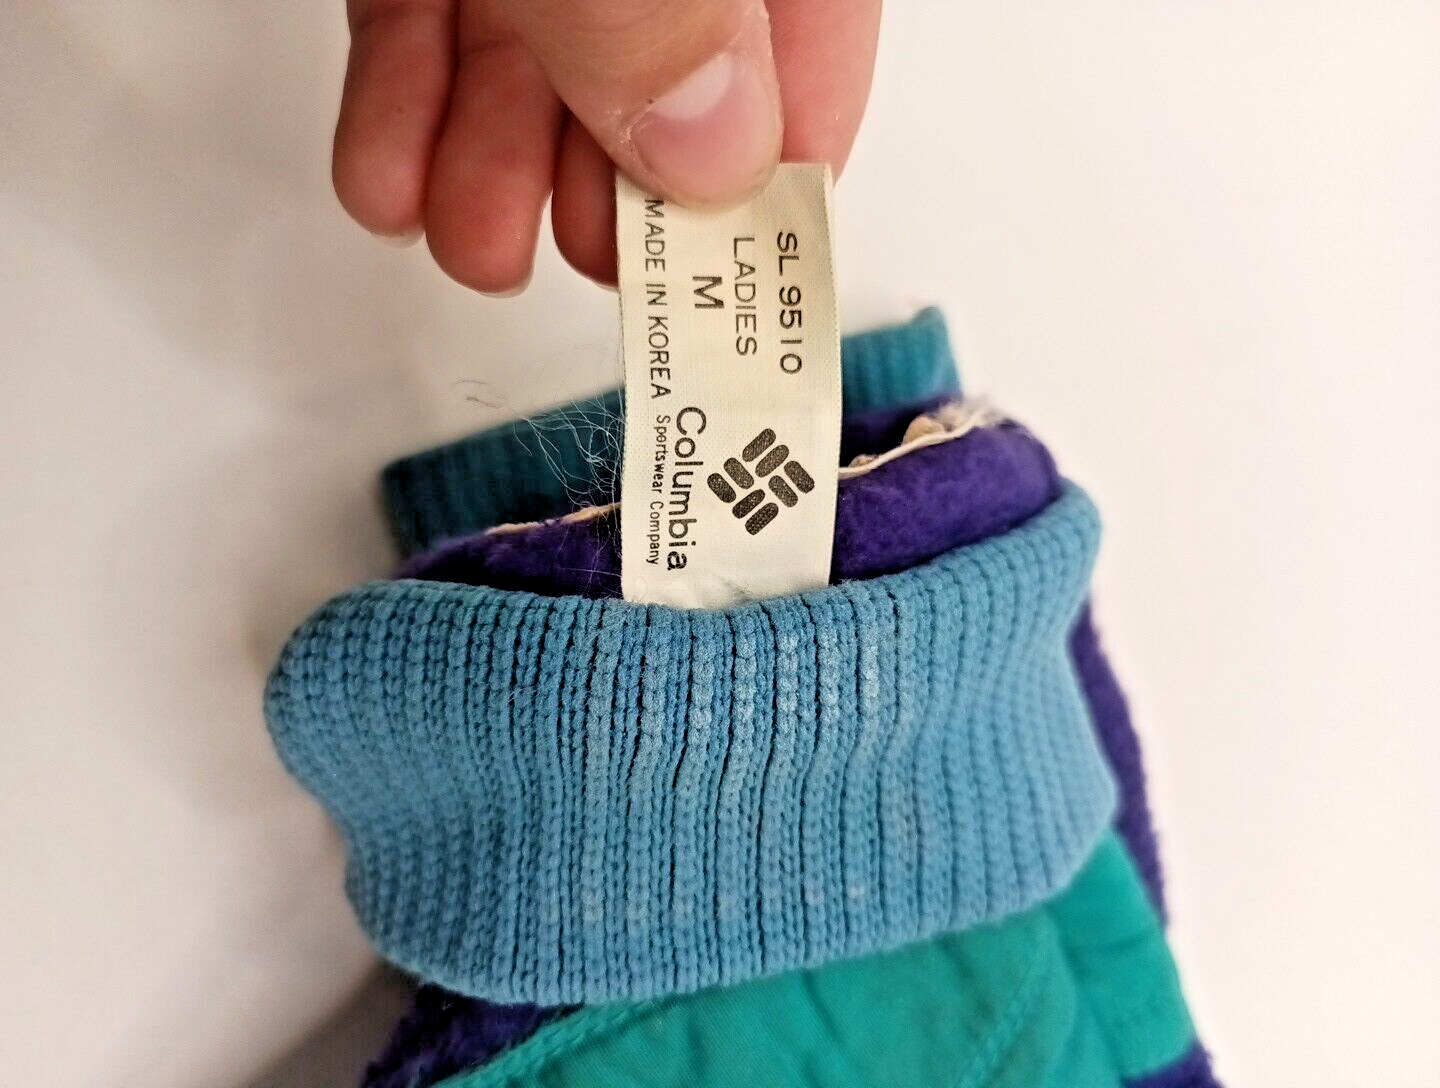 SL 9510
LADIES
M
MADE IN KOREA
Columbia
Sportswear Company